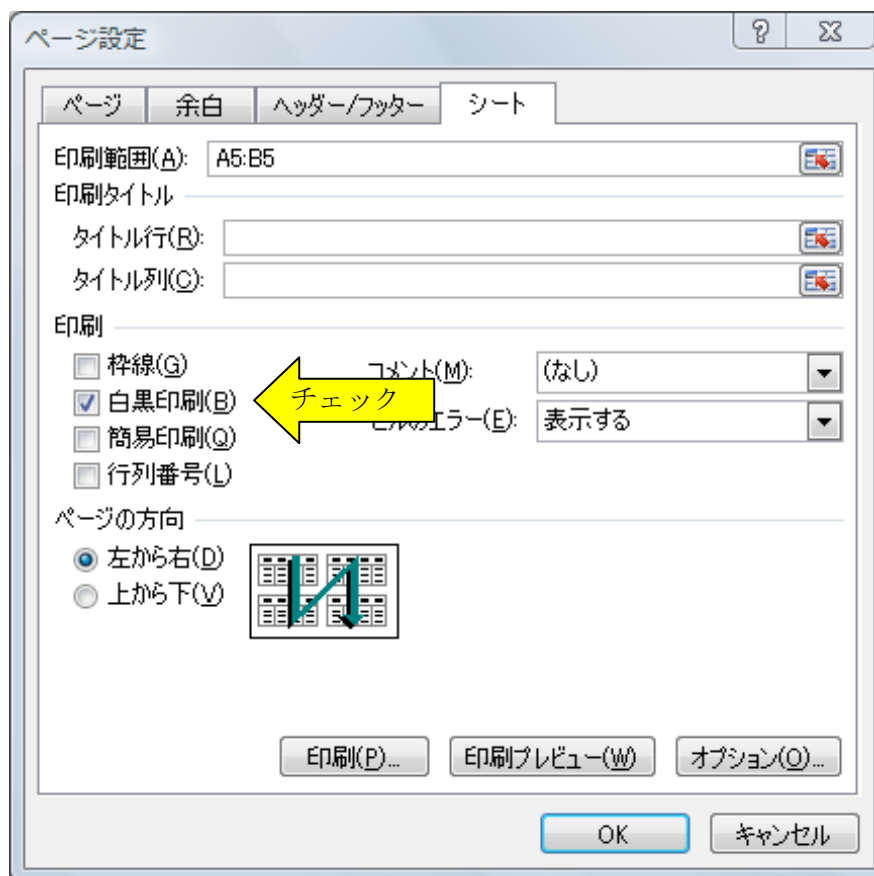 ページ設定
ページ 余白 ヘッダー/フッター シート
印刷範囲(A): A5:B5
印刷タイトル
タイトル行(R):
タイトル列(C):
印刷
枠線(G)
コメント(M): (なし)
白黒印刷(B)
チェック
簡易印刷(Q)
セルのエラー(E): 表示する
行列番号(L)
ページの方向
左から右(D)
上から下(V)
印刷(P)... 印刷プレビュー(W) オプション(O)...
OK キャンセル